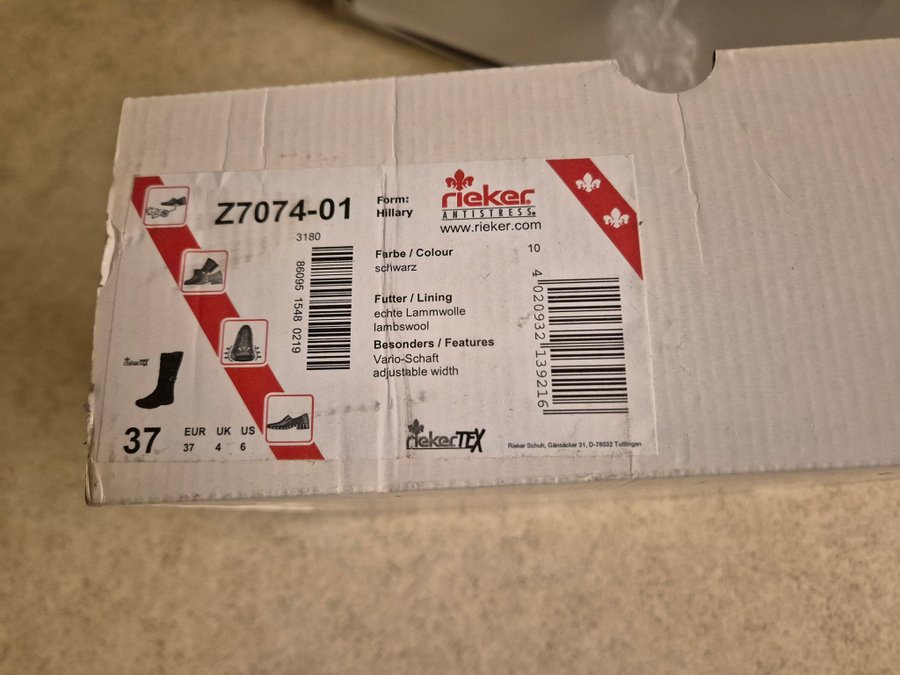 Z7074-01
3180
86095 1548 0219
Form:
Hillary
rieker
ANTISTRESS
www.rieker.com
Farbe / Colour
schwarz
10
Futter / Lining
echte Lammwolle
lambswool
Besonders / Features
Vario-Schaft
adjustable width
4 020932 139216
riekerTEX
37
EUR UK US
37 4 6
riekerTEX
Rieker Schuh, Gänsäcker 31, D-78532 Tuttlingen